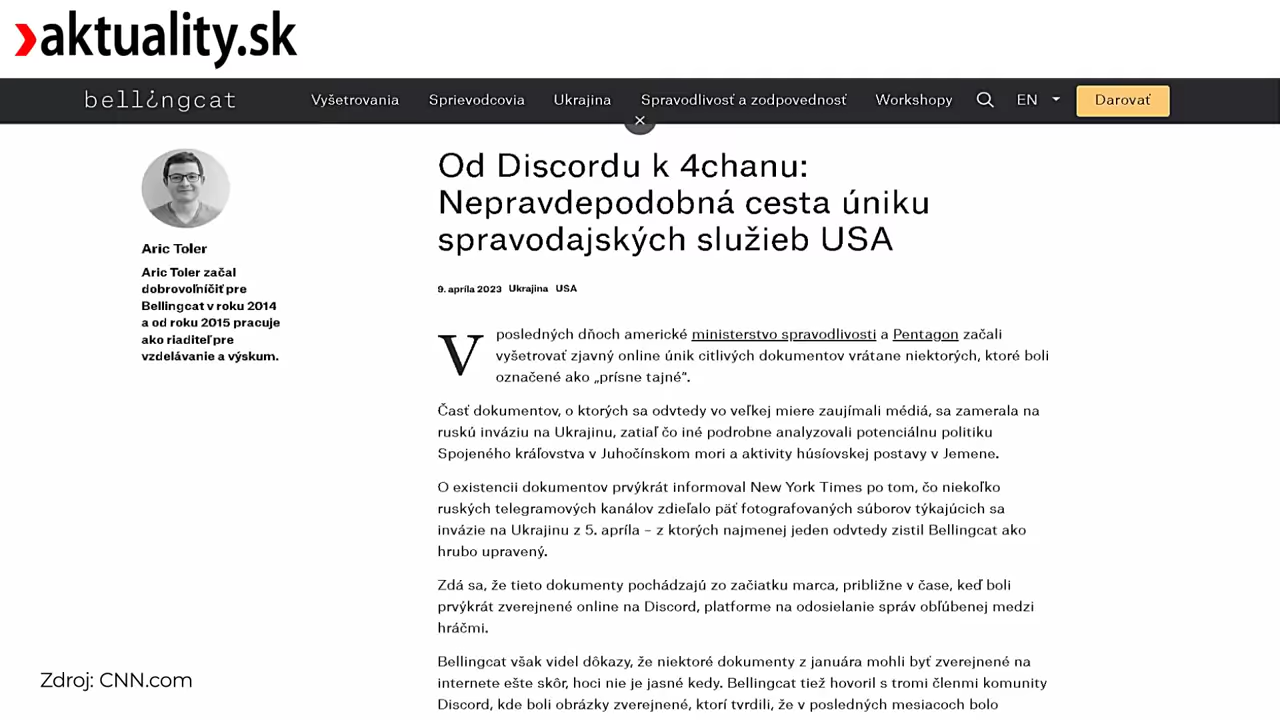 aktuality.sk
bellingcat
Vyšetrovania Sprievodcovia Ukrajina Spravodlivosť a zodpovednosť Workshopy EN Darovať
Od Discordu k 4chanu:
Nepravdepodobná cesta úniku
spravodajských služieb USA
Aric Toler
Aric Toler začal
dobrovoľníčiť pre
Bellingcat v roku 2014
a od roku 2015 pracuje
ako riaditeľ pre
vzdelávanie a výskum.
9. apríla 2023 Ukrajina USA
V posledných dňoch americké ministerstvo spravodlivosti a Pentagon začali
vyšetrovať zjavný online únik citlivých dokumentov vrátane niektorých, ktoré boli
označené ako „prísne tajné“.
Časť dokumentov, o ktorých sa odvtedy vo veľkej miere zaujímali médiá, sa zamerala na
ruskú inváziu na Ukrajinu, zatiaľ čo iné podrobne analyzovali potenciálnu politiku
Spojeného kráľovstva v Juhočínskom mori a aktivity húsíovskej postavy v Jemene.
O existencii dokumentov prvýkrát informoval New York Times po tom, čo niekoľko
ruských telegramových kanálov zdieľalo päť fotografovaných súborov týkajúcich sa
invázie na Ukrajinu z 5. apríla – z ktorých najmenej jeden odvtedy zistil Bellingcat ako
hrubo upravený.
Zdá sa, že tieto dokumenty pochádzajú zo začiatku marca, približne v čase, keď boli
prvýkrát zverejnené online na Discord, platforme na odosielanie správ obľúbenej medzi
hráčmi.
Bellingcat však videl dôkazy, že niektoré dokumenty z januára mohli byť zverejnené na
internete ešte skôr, hoci nie je jasné kedy. Bellingcat tiež hovoril s tromi členmi komunity
Discord, kde boli obrázky zverejnené, ktorí tvrdili, že v posledných mesiacoch bolo
Zdroj: CNN.com